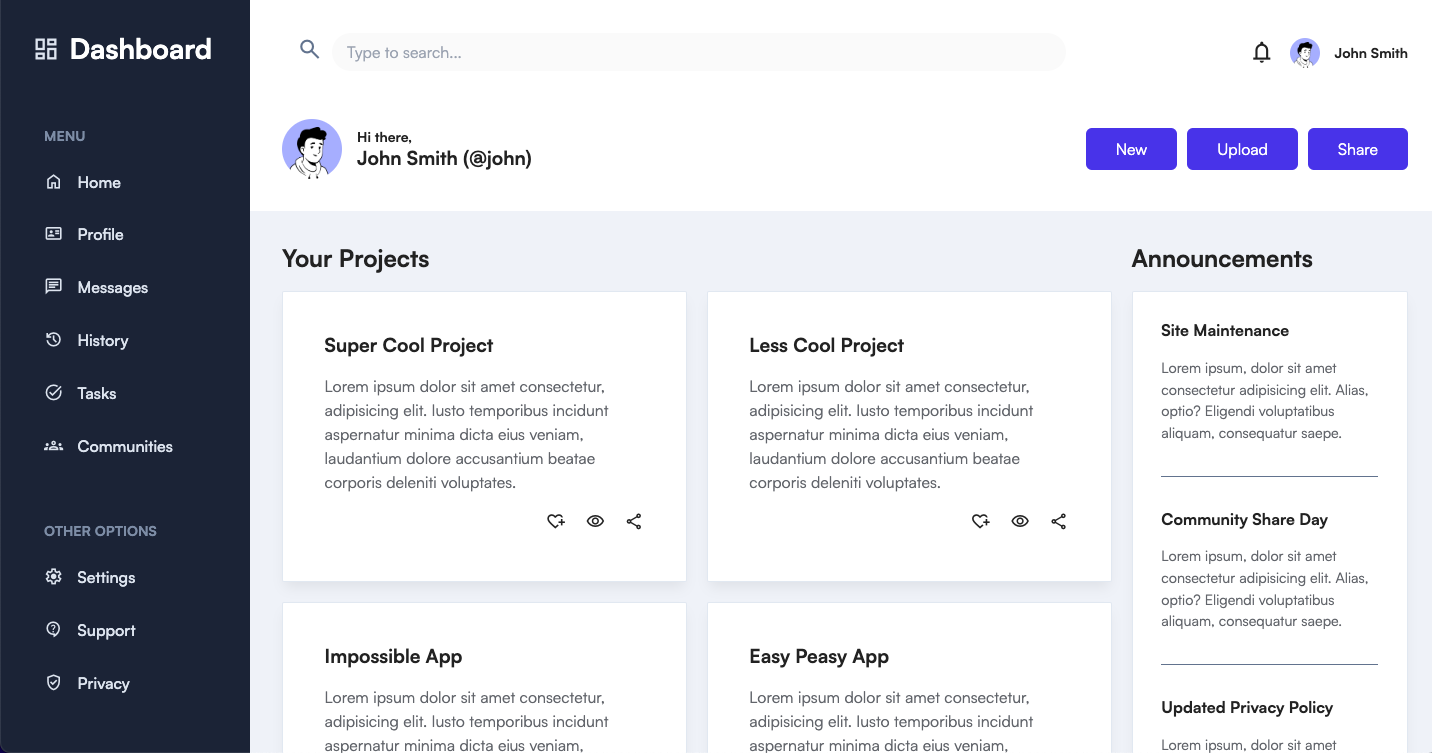 Dashboard
MENU
Home
Profile
Messages
History
Tasks
Communities
OTHER OPTIONS
Settings
Support
Privacy
Type to search...
John Smith
Hi there,
John Smith (@john)
New
Upload
Share
Your Projects
Super Cool Project
Lorem ipsum dolor sit amet consectetur,
adipisicing elit. Iusto temporibus incidunt
aspernatur minima dicta eius veniam,
laudantium dolore accusantium beatae
corporis deleniti voluptates.
Less Cool Project
Lorem ipsum dolor sit amet consectetur,
adipisicing elit. Iusto temporibus incidunt
aspernatur minima dicta eius veniam,
laudantium dolore accusantium beatae
corporis deleniti voluptates.
Impossible App
Lorem ipsum dolor sit amet consectetur,
adipisicing elit. Iusto temporibus incidunt
aspernatur minima dicta eius veniam,
Easy Peasy App
Lorem ipsum dolor sit amet consectetur,
adipisicing elit. Iusto temporibus incidunt
aspernatur minima dicta eius veniam,
Announcements
Site Maintenance
Lorem ipsum, dolor sit amet
consectetur adipisicing elit. Alias,
optio? Eligendi voluptatibus
aliquam, consequatur saepe.
Community Share Day
Lorem ipsum, dolor sit amet
consectetur adipisicing elit. Alias,
optio? Eligendi voluptatibus
aliquam, consequatur saepe.
Updated Privacy Policy
Lorem ipsum, dolor sit amet